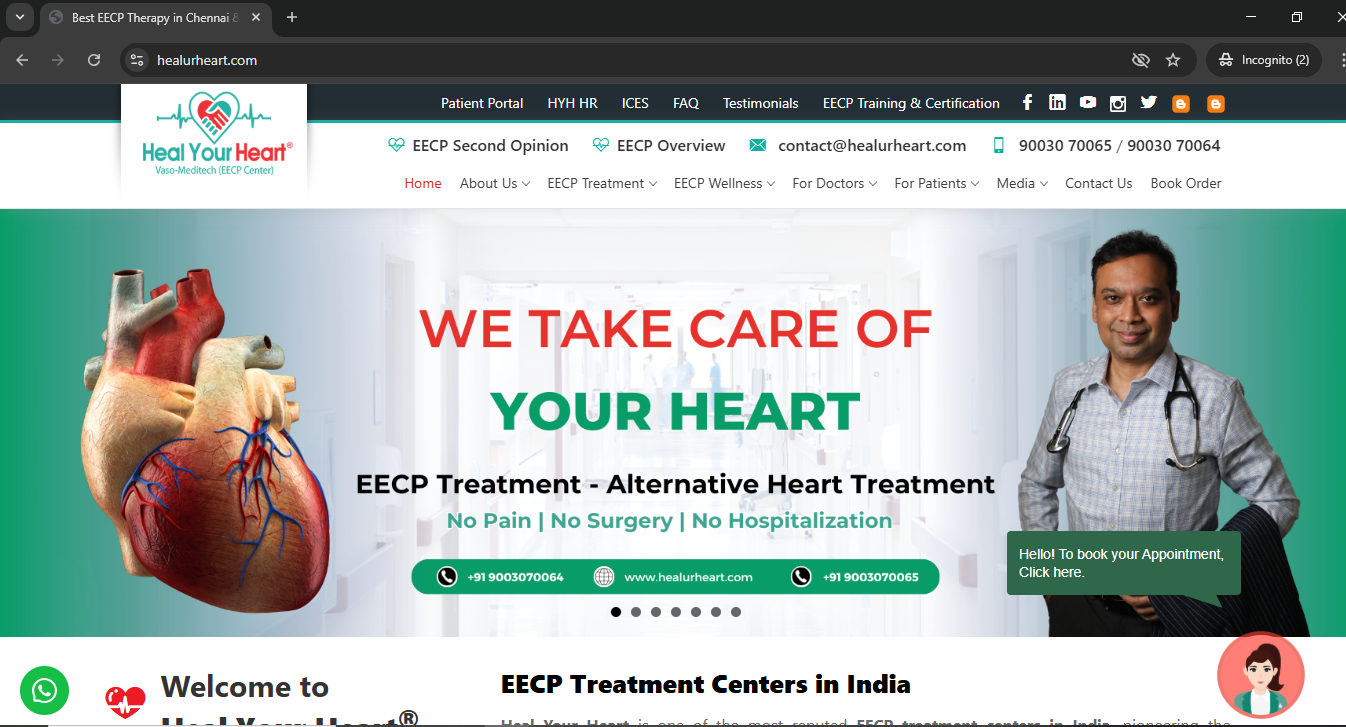 Best EECP Therapy in Chennai &
healurheart.com
Incognito (2)
Patient Portal HYH HR ICES FAQ Testimonials EECP Training & Certification
Heal Your Heart®
Vaso-Meditech (EECP Center)
EECP Second Opinion EECP Overview contact@healurheart.com 90030 70065 / 90030 70064
Home About Us EECP Treatment EECP Wellness For Doctors For Patients Media Contact Us Book Order
WE TAKE CARE OF
YOUR HEART
EECP Treatment - Alternative Heart Treatment
No Pain | No Surgery | No Hospitalization
+91 9003070064 www.healurheart.com +91 9003070065
Hello! To book your Appointment,
Click here.
Welcome to
Heal Your Heart®
EECP Treatment Centers in India
Heal Your Heart is one of the most reputed EECP treatment centers in India, pioneering the